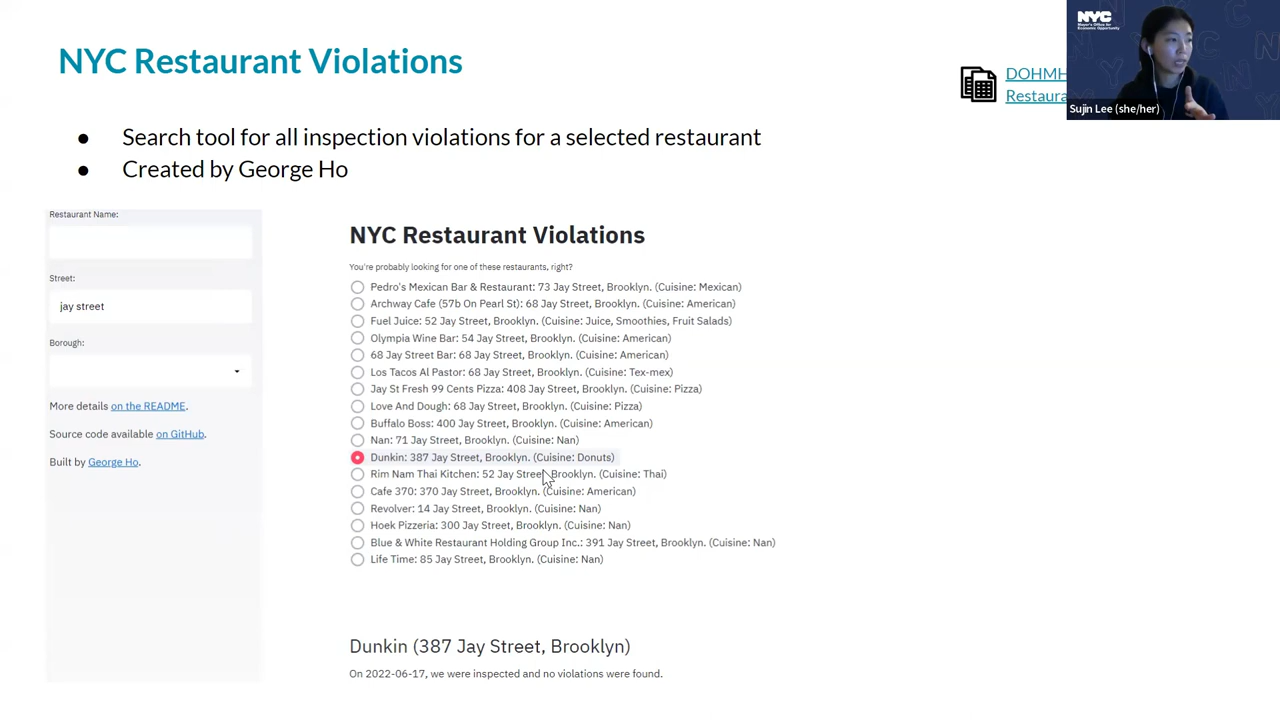 NYC Restaurant Violations
● Search tool for all inspection violations for a selected restaurant
● Created by George Ho
DOHMH
Restaura
NYC
Mayor's Office for
Economic Opportunity
Sujin Lee (she/her)
Restaurant Name:
Street:
jay street
Borough:
More details on the README.
Source code available on GitHub.
Built by George Ho.
NYC Restaurant Violations
You're probably looking for one of these restaurants, right?
Pedro's Mexican Bar & Restaurant: 73 Jay Street, Brooklyn. (Cuisine: Mexican)
Archway Cafe (57b On Pearl St): 68 Jay Street, Brooklyn. (Cuisine: American)
Fuel Juice: 52 Jay Street, Brooklyn. (Cuisine: Juice, Smoothies, Fruit Salads)
Olympia Wine Bar: 54 Jay Street, Brooklyn. (Cuisine: American)
68 Jay Street Bar: 68 Jay Street, Brooklyn. (Cuisine: American)
Los Tacos Al Pastor: 68 Jay Street, Brooklyn. (Cuisine: Tex-mex)
Jay St Fresh 99 Cents Pizza: 408 Jay Street, Brooklyn. (Cuisine: Pizza)
Love And Dough: 68 Jay Street, Brooklyn. (Cuisine: Pizza)
Buffalo Boss: 400 Jay Street, Brooklyn. (Cuisine: American)
Nan: 71 Jay Street, Brooklyn. (Cuisine: Nan)
Dunkin: 387 Jay Street, Brooklyn. (Cuisine: Donuts)
Rim Nam Thai Kitchen: 52 Jay Street, Brooklyn. (Cuisine: Thai)
Cafe 370: 370 Jay Street, Brooklyn. (Cuisine: American)
Revolver: 14 Jay Street, Brooklyn. (Cuisine: Nan)
Hoek Pizzeria: 300 Jay Street, Brooklyn. (Cuisine: Nan)
Blue & White Restaurant Holding Group Inc.: 391 Jay Street, Brooklyn. (Cuisine: Nan)
Life Time: 85 Jay Street, Brooklyn. (Cuisine: Nan)
Dunkin (387 Jay Street, Brooklyn)
On 2022-06-17, we were inspected and no violations were found.